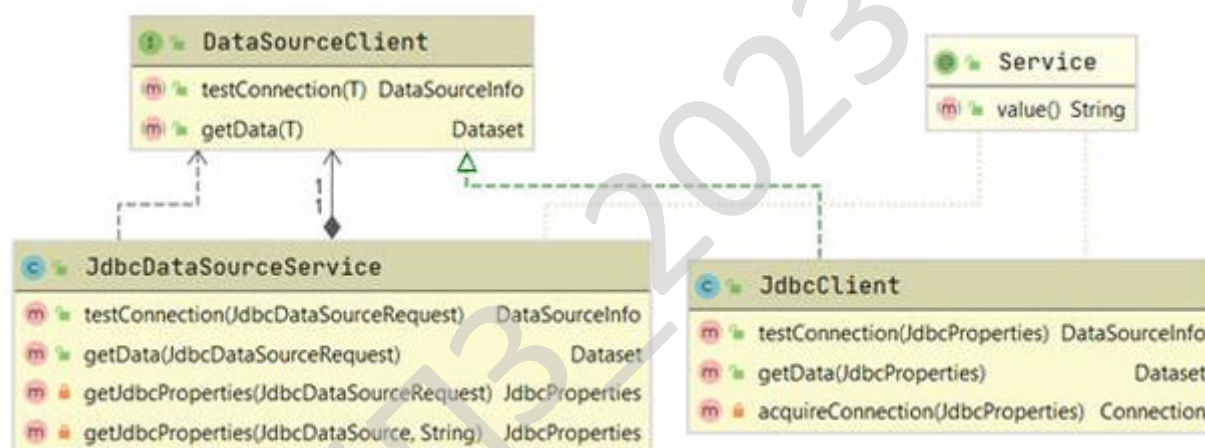 DataSourceClient
testConnection(T) DataSourceInfo
getData(T) Dataset
Service
value() String
1
1
JdbcDataSourceService
testConnection(JdbcDataSourceRequest) DataSourceInfo
getData(JdbcDataSourceRequest) Dataset
getJdbcProperties(JdbcDataSourceRequest) JdbcProperties
getJdbcProperties(JdbcDataSource, String) JdbcProperties
JdbcClient
testConnection(JdbcProperties) DataSourceInfo
getData(JdbcProperties) Dataset
acquireConnection(JdbcProperties) Connection